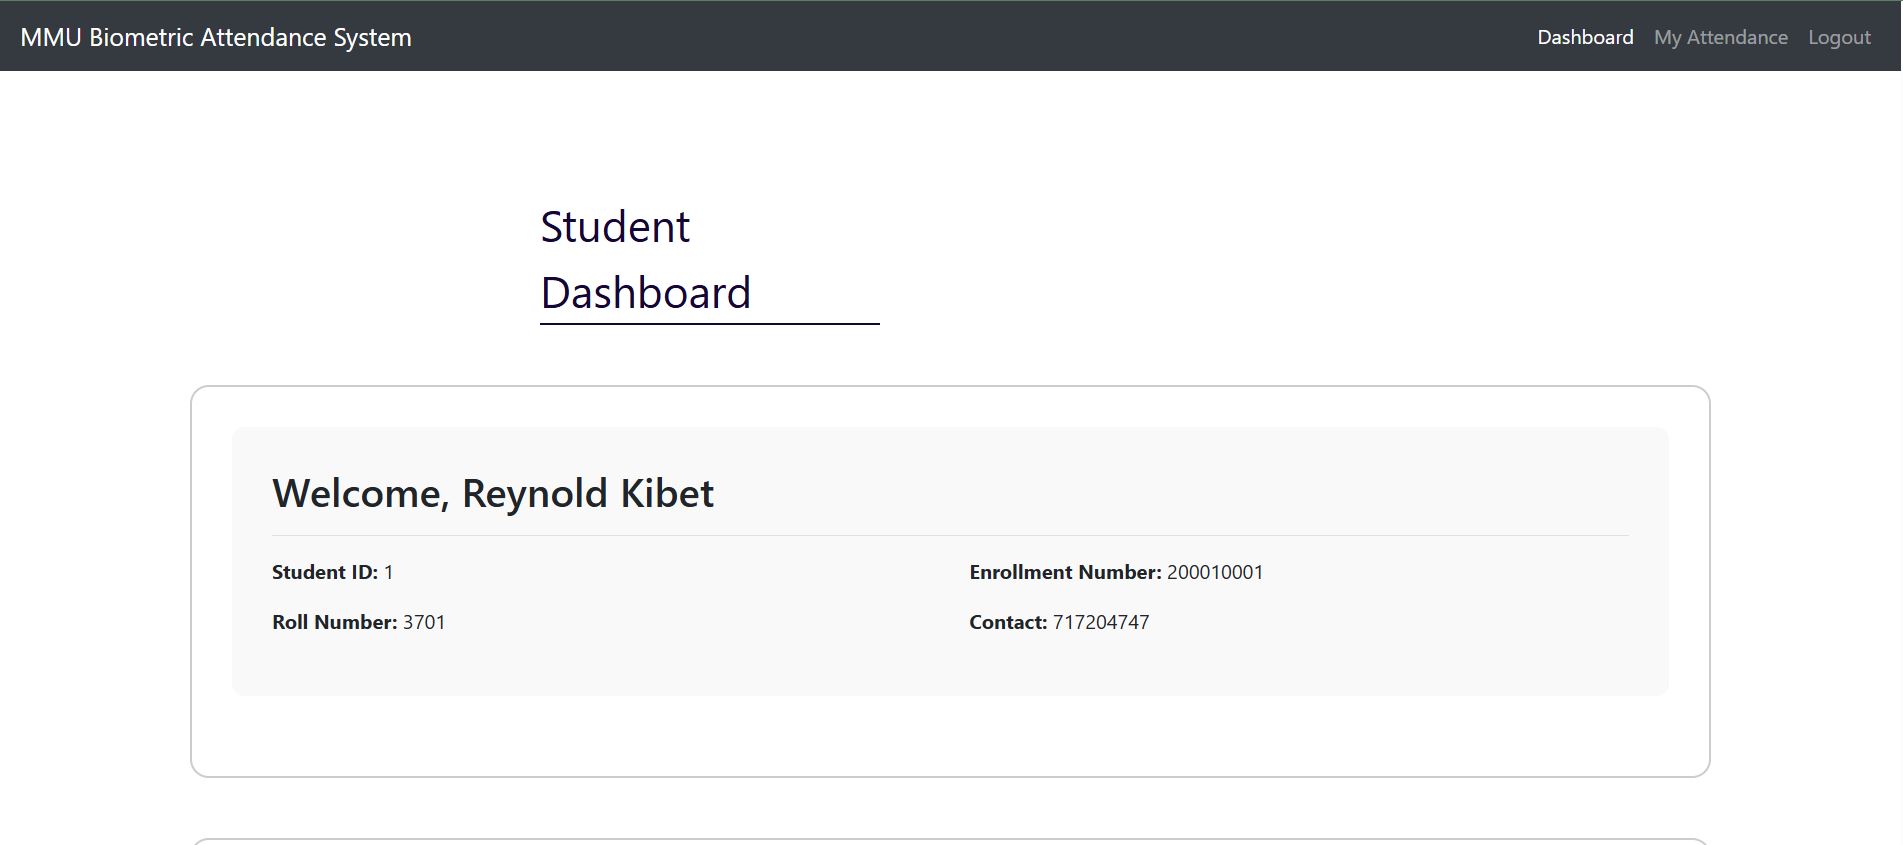 MMU Biometric Attendance System
Dashboard My Attendance Logout
Student
Dashboard
Welcome, Reynold Kibet
Student ID: 1
Enrollment Number: 200010001
Roll Number: 3701
Contact: 717204747